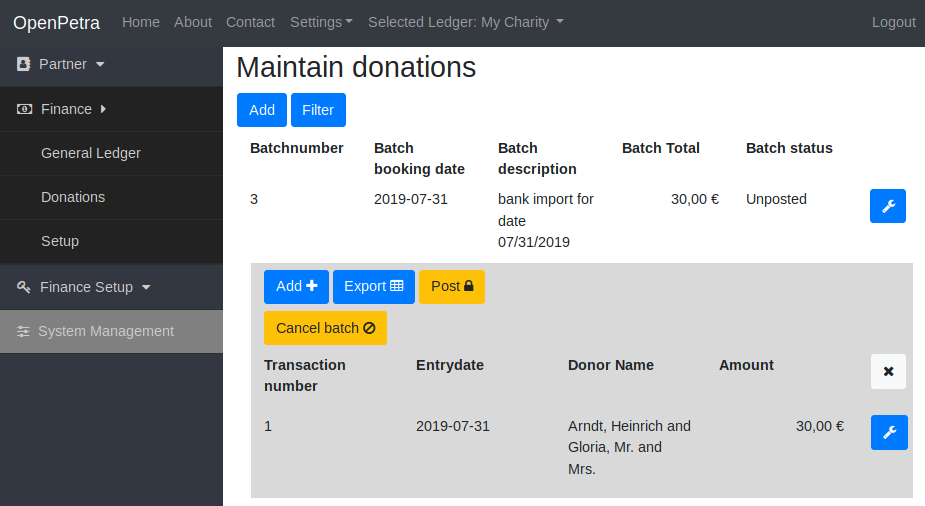 OpenPetra Home About Contact Settings Selected Ledger: My Charity Logout
Partner
Finance
General Ledger
Donations
Setup
Finance Setup
System Management
Maintain donations
Add Filter
Batchnumber Batch booking date Batch description Batch Total Batch status
3 2019-07-31 bank import for date 07/31/2019 30,00 € Unposted
Add Export Post
Cancel batch
Transaction number Entrydate Donor Name Amount
1 2019-07-31 Arndt, Heinrich and Gloria, Mr. and Mrs. 30,00 €